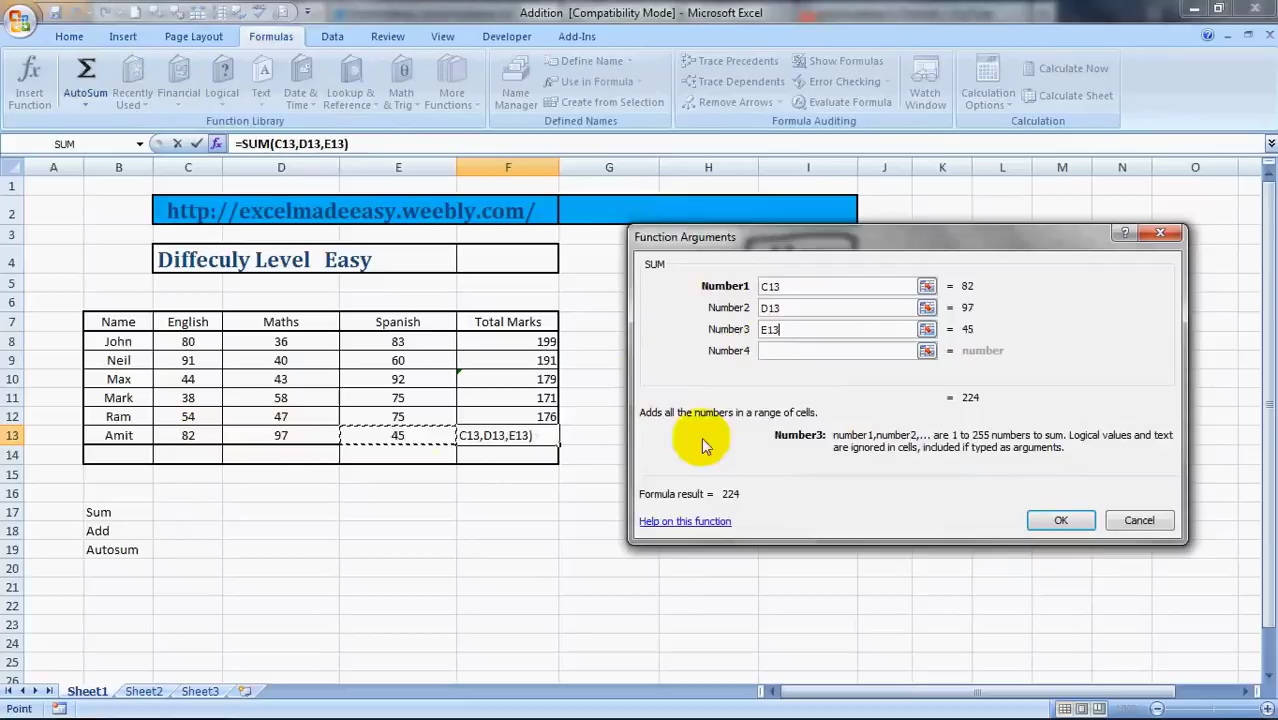 Addition [Compatibility Mode] - Microsoft Excel
Home Insert Page Layout Formulas Data Review View Developer Add-Ins
Insert Function
AutoSum
Recently Used
Financial
Logical
Text
Date & Time
Lookup & Reference
Math & Trig
More Functions
Function Library
Name Manager
Define Name
Use in Formula
Create from Selection
Defined Names
Trace Precedents
Trace Dependents
Remove Arrows
Show Formulas
Error Checking
Evaluate Formula
Watch Window
Formula Auditing
Calculation Options
Calculate Now
Calculate Sheet
Calculation
SUM fx =SUM(C13,D13,E13)
A B C D E F G H I J K L M N O
1
2 http://excelmadeeasy.weebly.com/
3
4 Diffeculy Level Easy
5
6
7 Name English Maths Spanish Total Marks
8 John 80 36 83 199
9 Neil 91 40 60 191
10 Max 44 43 92 179
11 Mark 38 58 75 171
12 Ram 54 47 75 176
13 Amit 82 97 45 C13,D13,E13)
14
15
16
17 Sum
18 Add
19 Autosum
20
21
22
23
24
25
26
Function Arguments
SUM
Number1 C13 = 82
Number2 D13 = 97
Number3 E13 = 45
Number4 = number
= 224
Adds all the numbers in a range of cells.
Number3: number1,number2,... are 1 to 255 numbers to sum. Logical values and text
are ignored in cells, included if typed as arguments.
Formula result = 224
Help on this function
OK Cancel
Sheet1 Sheet2 Sheet3
Point